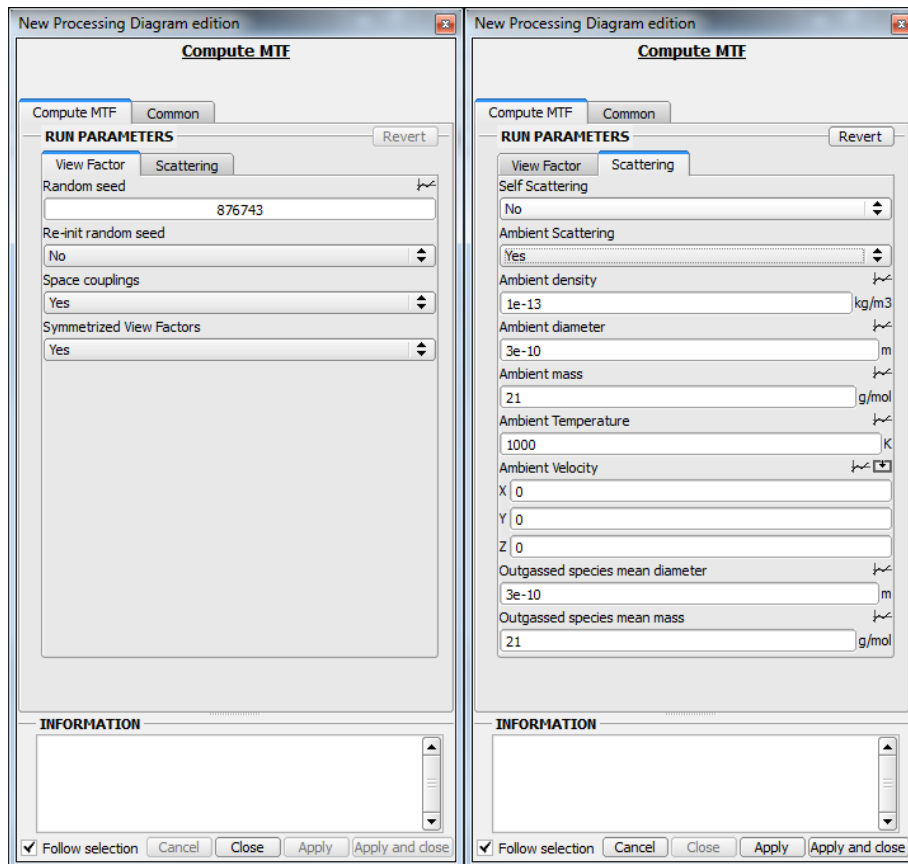 New Processing Diagram edition
Compute MTF
Compute MTF Common
RUN PARAMETERS Revert
View Factor Scattering
Random seed
876743
Re-init random seed
No
Space couplings
Yes
Symmetrized View Factors
Yes
INFORMATION
Follow selection Cancel Close Apply Apply and close
New Processing Diagram edition
Compute MTF
Compute MTF Common
RUN PARAMETERS Revert
View Factor Scattering
Self Scattering
No
Ambient Scattering
Yes
Ambient density
1e-13 kg/m3
Ambient diameter
3e-10 m
Ambient mass
21 g/mol
Ambient Temperature
1000 K
Ambient Velocity
X 0
Y 0
Z 0
Outgassed species mean diameter
3e-10 m
Outgassed species mean mass
21 g/mol
INFORMATION
Follow selection Cancel Close Apply Apply and close